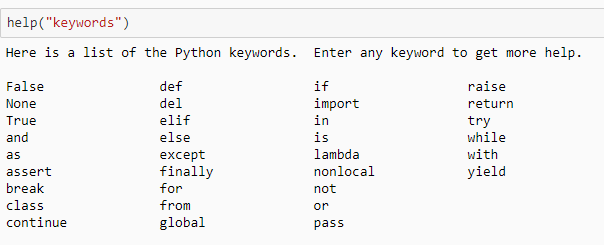 help("keywords")
Here is a list of the Python keywords.  Enter any keyword to get more help.
False               def                 if                  raise
None                del                 import              return
True                elif                in                  try
and                 else                is                  while
as                  except              lambda              with
assert              finally             nonlocal            yield
break               for                 not
class               from                or
continue            global              pass